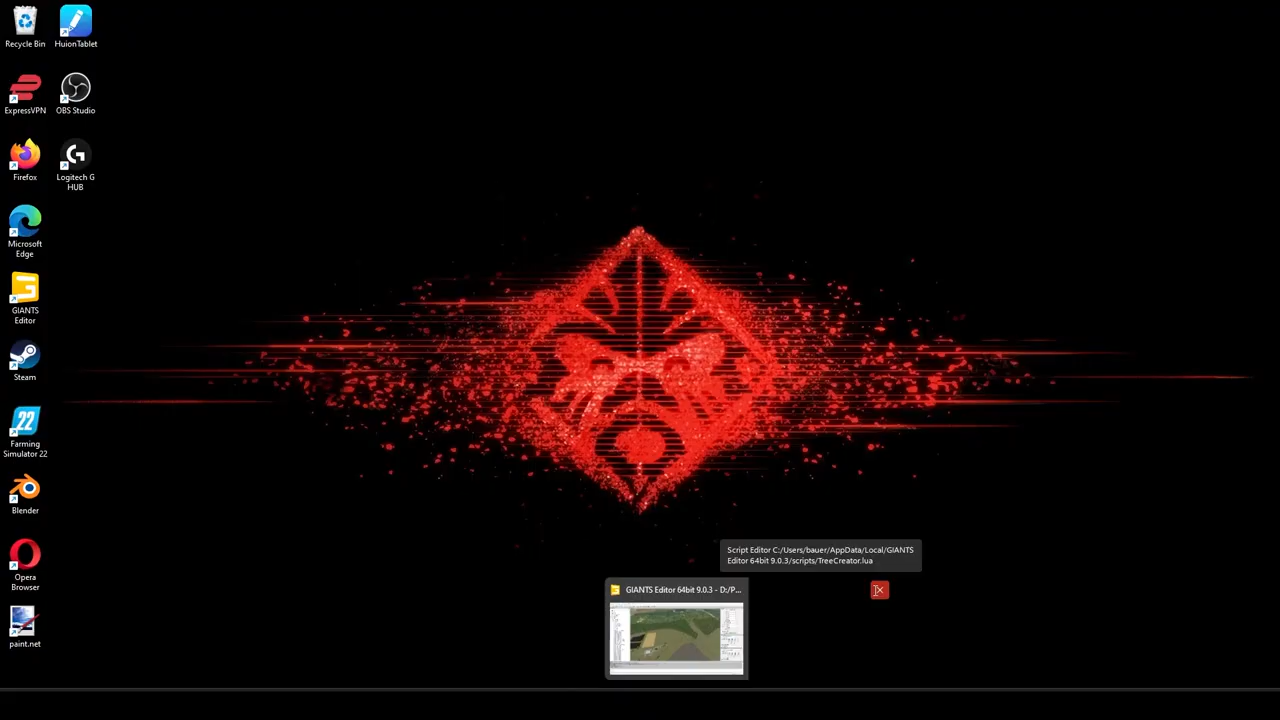 Recycle Bin
HuionTablet
ExpressVPN
OBS Studio
Firefox
Logitech G
HUB
Microsoft
Edge
GIANTS
Editor
Steam
22
Farming
Simulator 22
Blender
Opera
Browser
paint.net
Script Editor C:/Users/bauer/AppData/Local/GIANTS
Editor 64bit 9.0.3/scripts/TreeCreator.lua
GIANTS Editor 64bit 9.0.3 - D:/P...